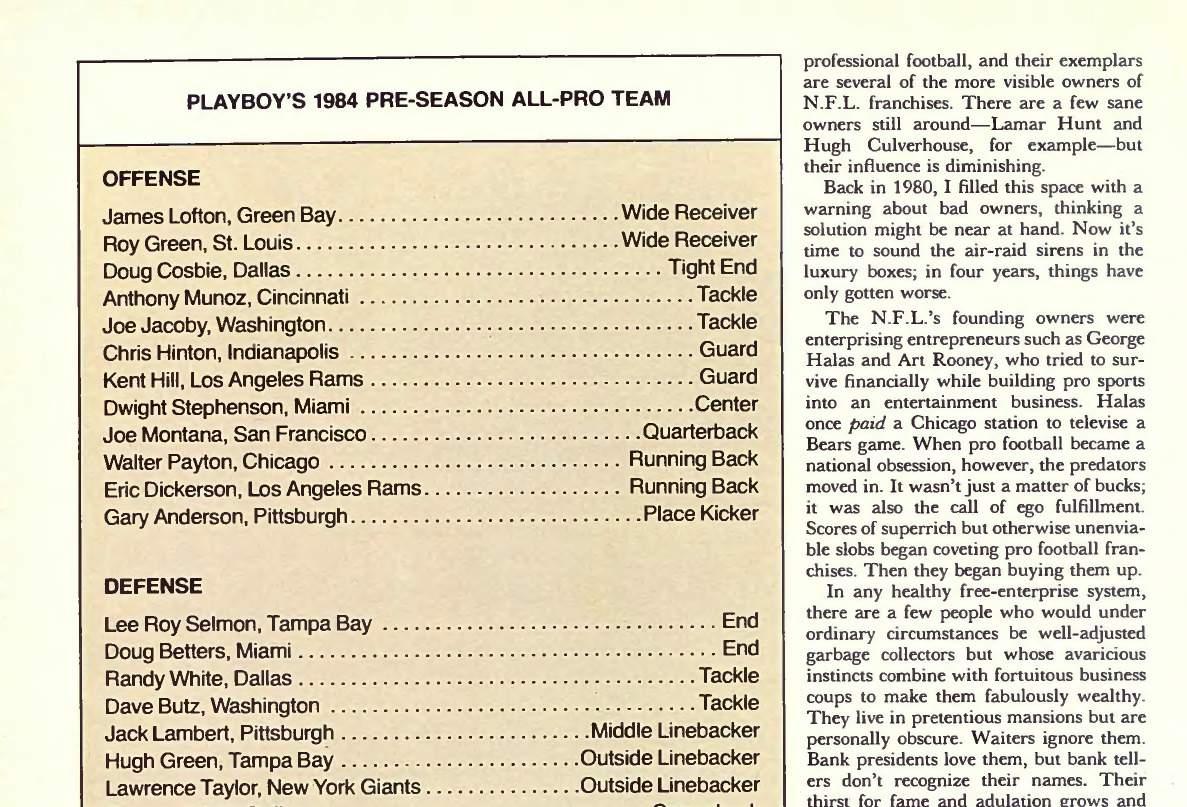 PLAYBOY'S 1984 PRE-SEASON ALL-PRO TEAM
OFFENSE
James Lofton, Green Bay............................Wide Receiver
Roy Green, St. Louis................................Wide Receiver
Doug Cosbie, Dallas.................................... Tight End
Anthony Munoz, Cincinnati .................................Tackle
Joe Jacoby, Washington....................................Tackle
Chris Hinton, Indianapolis .................................. Guard
Kent Hill, Los Angeles Rams ................................ Guard
Dwight Stephenson, Miami .................................Center
Joe Montana, San Francisco...........................Quarterback
Walter Payton, Chicago ............................. Running Back
Eric Dickerson, Los Angeles Rams.................... Running Back
Gary Anderson, Pittsburgh.............................Place Kicker
DEFENSE
Lee Roy Selmon, Tampa Bay ................................. End
Doug Betters, Miami ............................................ End
Randy White, Dallas .......................................Tackle
Dave Butz, Washington ....................................Tackle
Jack Lambert, Pittsburgh .........................Middle Linebacker
Hugh Green, Tampa Bay ........................Outside Linebacker
Lawrence Taylor, New York Giants ...............Outside Linebacker
professional football, and their exemplars
are several of the more visible owners of
N.F.L. franchises. There are a few sane
owners still around—Lamar Hunt and
Hugh Culverhouse, for example—but
their influence is diminishing.
Back in 1980, I filled this space with a
warning about bad owners, thinking a
solution might be near at hand. Now it's
time to sound the air-raid sirens in the
luxury boxes; in four years, things have
only gotten worse.
The N.F.L.'s founding owners were
enterprising entrepreneurs such as George
Halas and Art Rooney, who tried to sur-
vive financially while building pro sports
into an entertainment business. Halas
once paid a Chicago station to televise a
Bears game. When pro football became a
national obsession, however, the predators
moved in. It wasn't just a matter of bucks;
it was also the call of ego fulfillment.
Scores of superrich but otherwise unenvia-
ble slobs began coveting pro football fran-
chises. Then they began buying them up.
In any healthy free-enterprise system,
there are a few people who would under
ordinary circumstances be well-adjusted
garbage collectors but whose avaricious
instincts combine with fortuitous business
coups to make them fabulously wealthy.
They live in pretentious mansions but are
personally obscure. Waiters ignore them.
Bank presidents love them, but bank tell-
ers don't recognize their names. Their
thirst for fame and adulation grows and